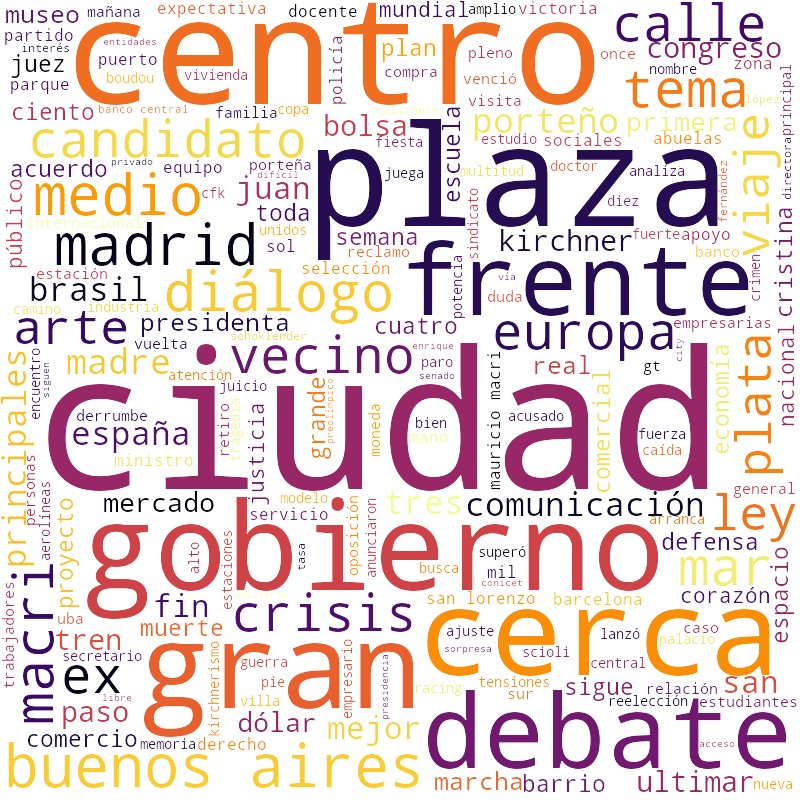 museo
expectativa
docente
mundial
amplio
victoria
interés
partido
mañana
entidades
centro
calle
congreso
juez
puerto
boudou
vivienda
policía
plan
compra
pleno
once
nombre
zona
parque
banco central
familia
copa
venció
visita
tema
principal
ciento
candidato
bolsa
fiesta
escuela
porteño
primera
lópez
estudio
sociales
abuelas
acuerdo
privado
equipo
porteña
difícil
juega
multitud
doctor
analiza
directora
medio
cfk
juan
plaza
diez
fernández
viaje
público
internacional
toda
unidos
sol
semana
reclamo
sindicato
kirchner
fuerte
apoyo
banco
crimen
cristina
madrid
estación
selección
potencia
duda
vía
brasil
diálogo
frente
nacional
camino
industria
arte
presidenta
schoklender
cuatro
europa
empresarias
city
vuelta
enrique
principales
encuentro
siguen
madre
vecino
atención
paro
senado
mauricio macri
real
gt
plata
economía
juicio
grande
preolímpico
moneda
comercial
caída
ciudad
derrumbe
retiro
tragedia
bien
mano
acusado
españa
ministro
justicia
fuerza
personas
aerolíneas
modelo
tres
general
mercado
servicio
oposición
anunciaron
comunicación
ley
arranca
proyecto
gobierno
trabajadores
alto
estaciones
tasa
busca
superó
mil
conicet
defensa
mar
macri
uba
fin
crisis
san lorenzo
barcelona
corazón
espacio
tren
muerte
kirchnerismo
cerca
ajuste
lanzó
caso
palacio
secretario
guerra
empresario
presidencia
sorpresa
scioli
central
ex
gran
pie
racing
tensiones
sur
sigue
relación
san
libre
villa
paso
dólar
mejor
debate
reelección
estudiantes
comercio
memoria
derecho
acceso
buenos aires
marcha
barrio
ultimar
nueva